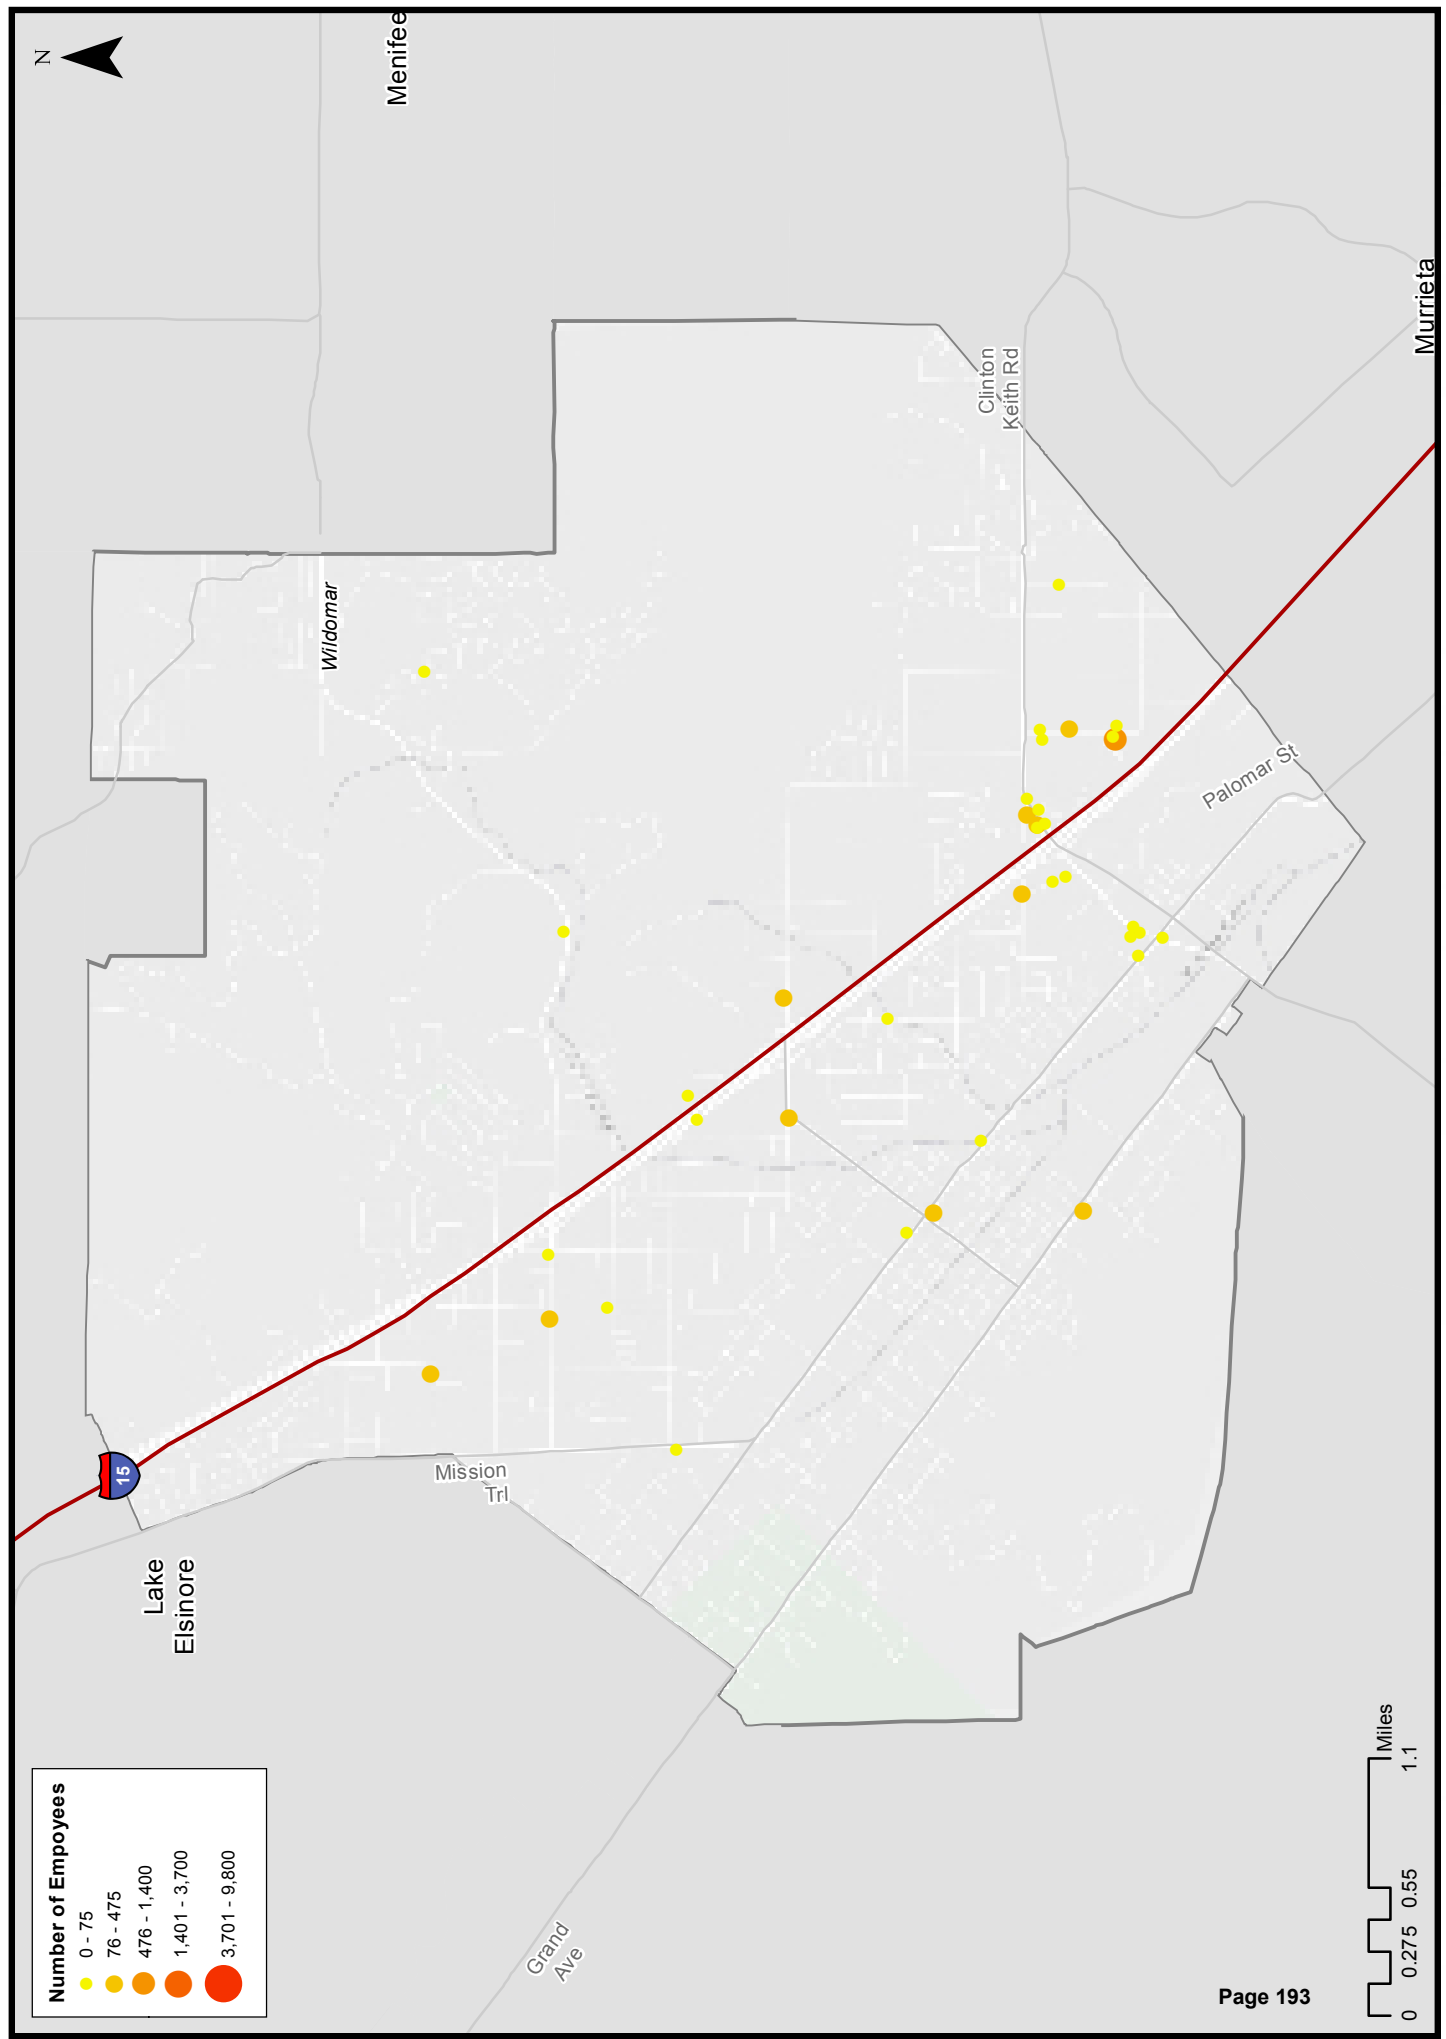 N
Menifee
Wildomar
Clinton
Keith Rd
Murrieta
Palomar St
15
Mission
Trl
Lake
Elsinore
Grand
Ave
Number of Empoyees
0 - 75
76 - 475
476 - 1,400
1,401 - 3,700
3,701 - 9,800
Miles
0 0.275 0.55 1.1
Page 193